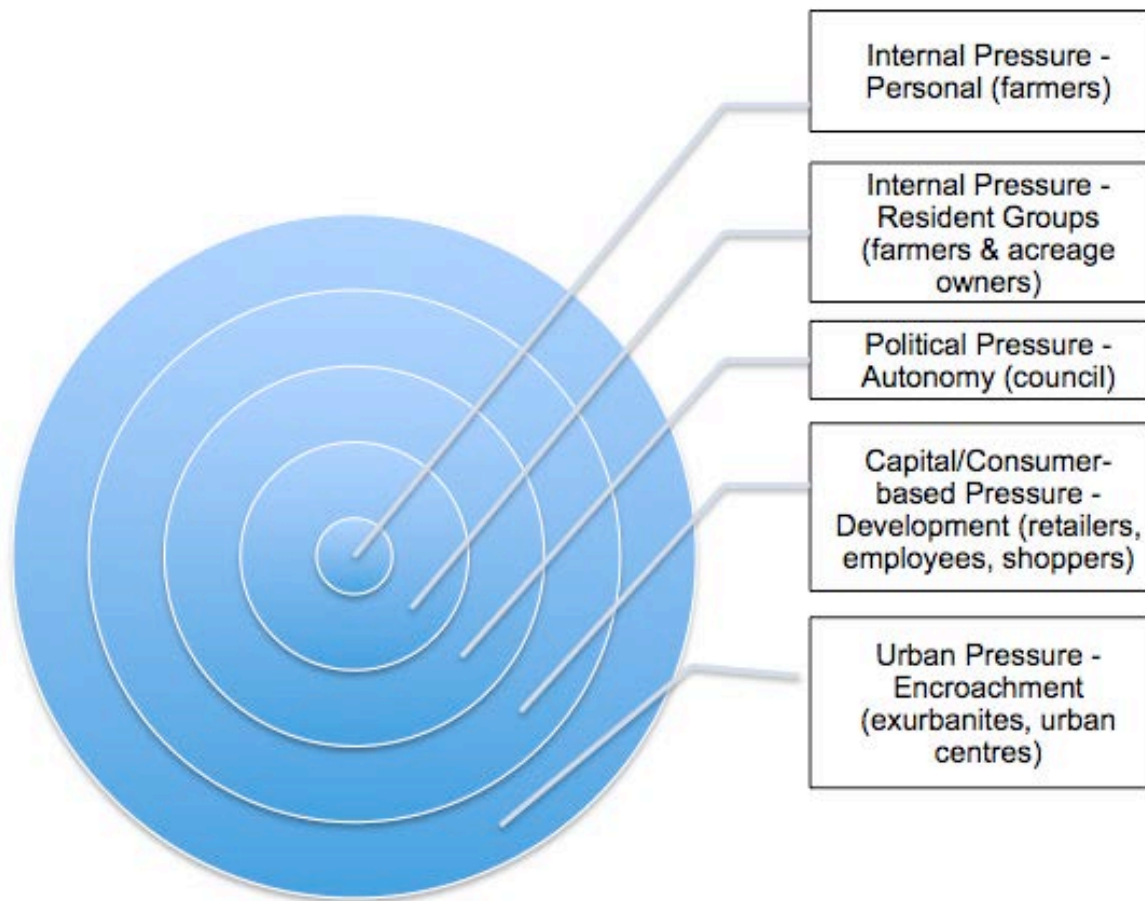 Internal Pressure -
Personal (farmers)
Internal Pressure -
Resident Groups
(farmers & acreage
owners)
Political Pressure -
Autonomy (council)
Capital/Consumer-
based Pressure -
Development (retailers,
employees, shoppers)
Urban Pressure -
Encroachment
(exurbanites, urban
centres)